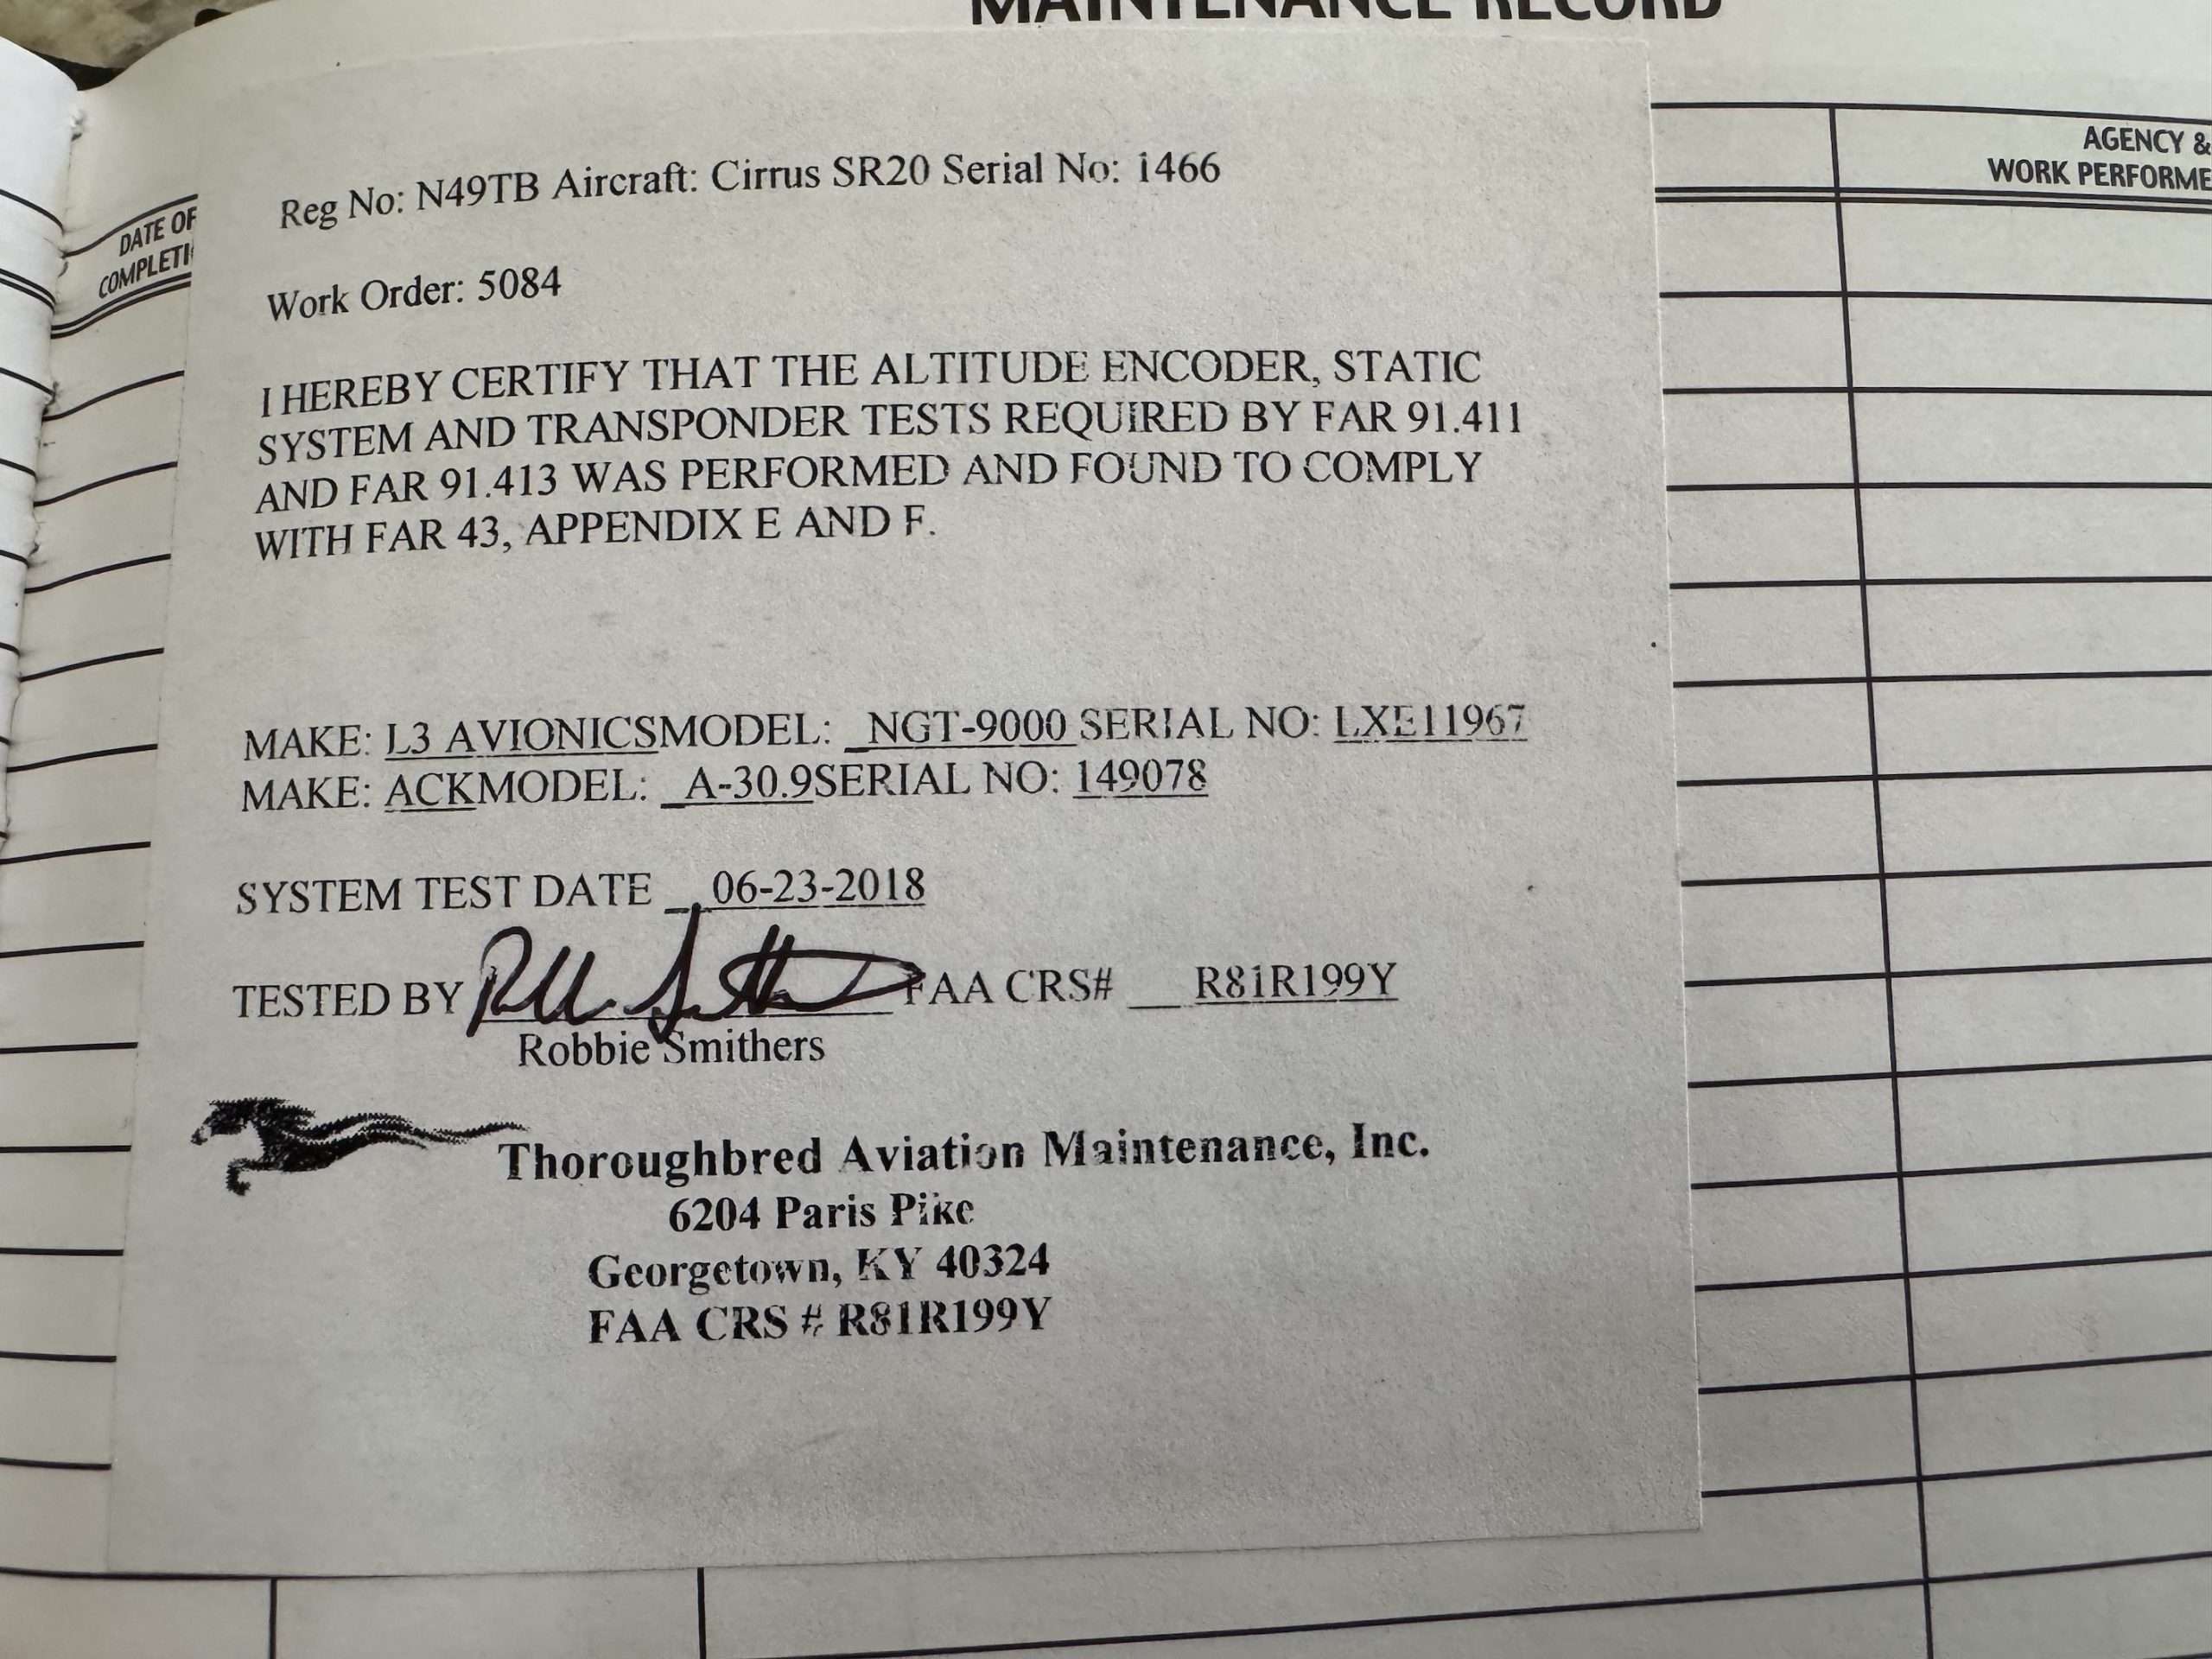 MAINTENANCE RECORD
DATE OF
COMPLETI
AGENCY &
WORK PERFORME
Reg No: N49TB Aircraft: Cirrus SR20 Serial No: 1466
Work Order: 5084
I HEREBY CERTIFY THAT THE ALTITUDE ENCODER, STATIC
SYSTEM AND TRANSPONDER TESTS REQUIRED BY FAR 91.411
AND FAR 91.413 WAS PERFORMED AND FOUND TO COMPLY
WITH FAR 43, APPENDIX E AND F.
MAKE: L3 AVIONICSMODEL: _NGT-9000 SERIAL NO: LXE11967
MAKE: ACKMODEL: _A-30.9SERIAL NO: 149078
SYSTEM TEST DATE _ 06-23-2018
TESTED BY FAA CRS# __ R81R199Y
Robbie Smithers
Thoroughbred Aviation Maintenance, Inc.
6204 Paris Pike
Georgetown, KY 40324
FAA CRS # R81R199Y